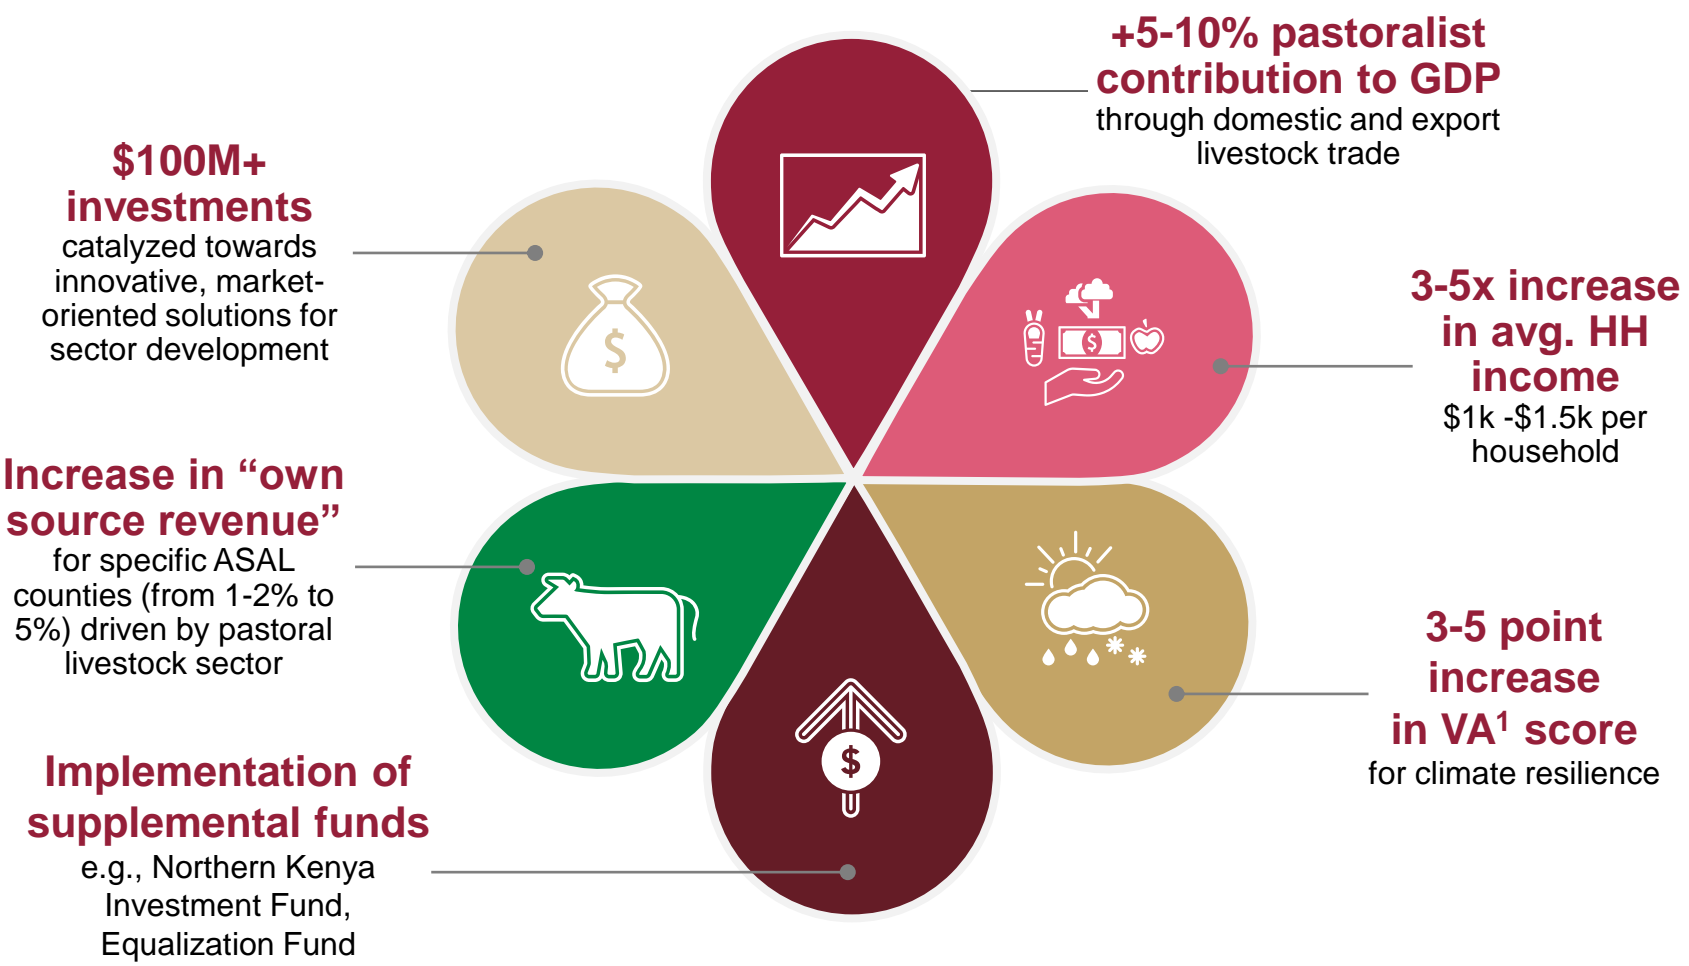 +5-10% pastoralist
contribution to GDP
through domestic and export
livestock trade
$100M+
investments
catalyzed towards
innovative, market-
oriented solutions for
sector development
$
$
3-5x increase
in avg. HH
income
$1k -$1.5k per
household
Increase in “own
source revenue”
for specific ASAL
counties (from 1-2% to
5%) driven by pastoral
livestock sector
3-5 point
increase
in VA¹ score
for climate resilience
Implementation of
supplemental funds
e.g., Northern Kenya
Investment Fund,
Equalization Fund
$